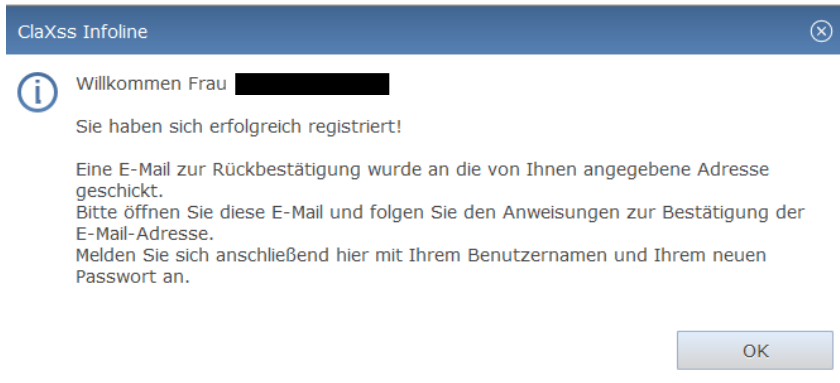 ClaXss Infoline
Willkommen Frau
Sie haben sich erfolgreich registriert!
Eine E-Mail zur Rückbestätigung wurde an die von Ihnen angegebene Adresse
geschickt.
Bitte öffnen Sie diese E-Mail und folgen Sie den Anweisungen zur Bestätigung der
E-Mail-Adresse.
Melden Sie sich anschließend hier mit Ihrem Benutzernamen und Ihrem neuen
Passwort an.
OK